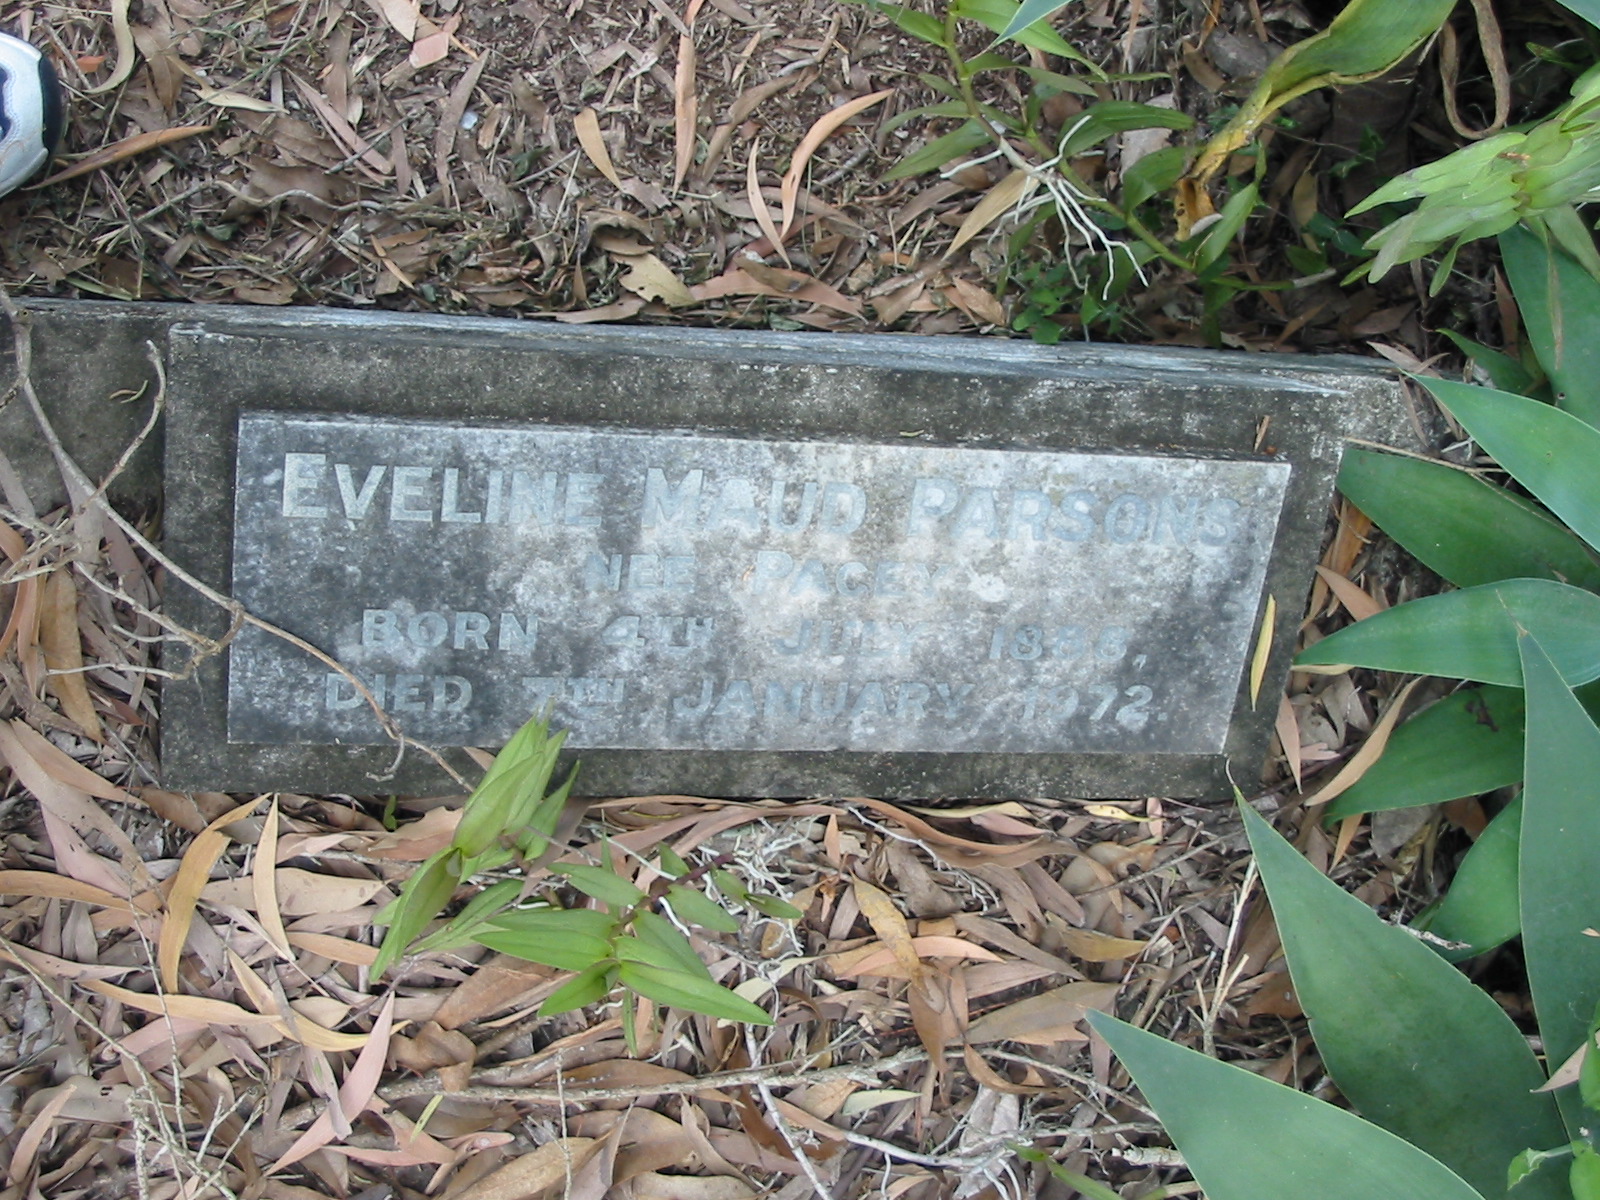 EVELINE MAUD PARSONS
NEE PACEY
BORN 4TH JULY
DIED 7TH JANUARY 1972.